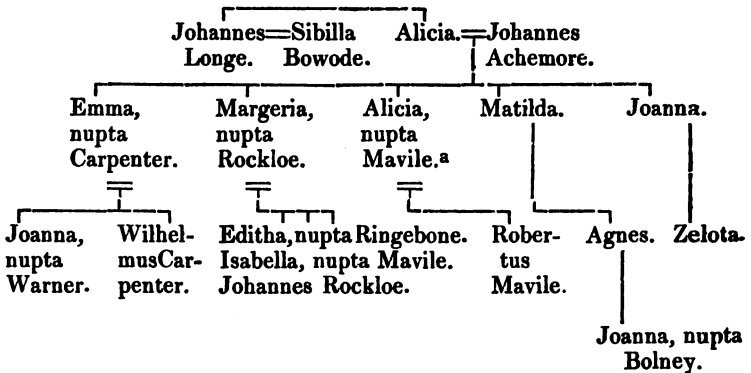 Johannes=Sibilla Alicia.=Johannes
Longe. Bowode. Achemore.
Emma, Margeria, Alicia, Matilda. Joanna.
nupta nupta nupta
Carpenter. Rockloe. Mavile.a
Joanna, Wilhel- Editha, nupta Ringebone. Rober- Agnes. Zelota.
nupta musCar- Isabella, nupta Mavile. tus
Warner. penter. Johannes Rockloe. Mavile.
Joanna, nupta
Bolney.